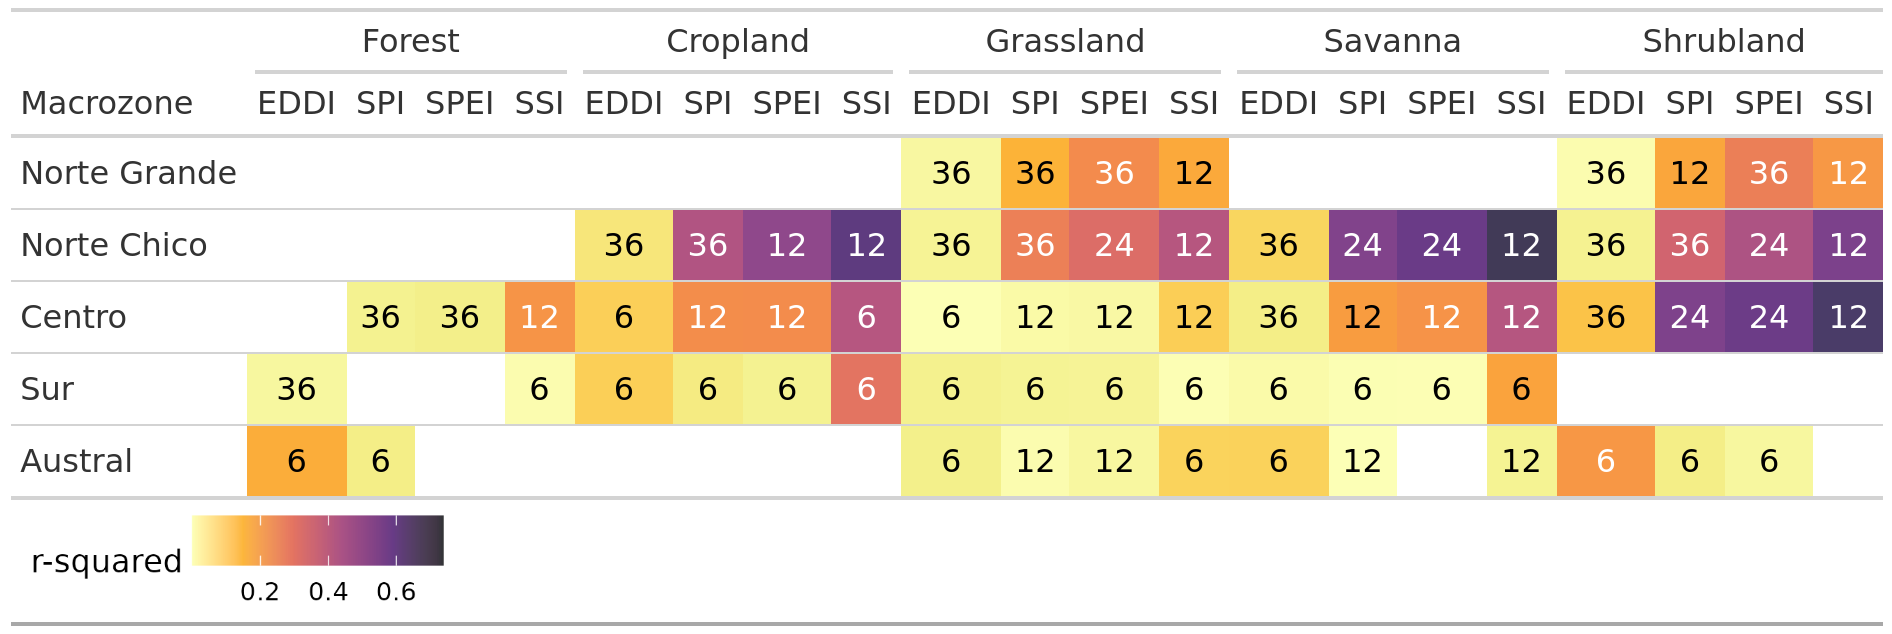 Forest Cropland Grassland Savanna Shrubland
Macrozone EDDI SPI SPEI SSI EDDI SPI SPEI SSI EDDI SPI SPEI SSI EDDI SPI SPEI SSI EDDI SPI SPEI SSI
Norte Grande 36 36 36 12 36 12 36 12
Norte Chico 36 36 12 12 36 36 24 12 36 24 24 12 36 36 24 12
Centro 36 36 12 6 12 12 6 6 12 12 12 36 12 12 12 36 24 24 12
Sur 36 6 6 6 6 6 6 6 6 6 6 6 6 6
Austral 6 6 6 12 12 6 6 12 12 6 6 6
r-squared
0.2 0.4 0.6